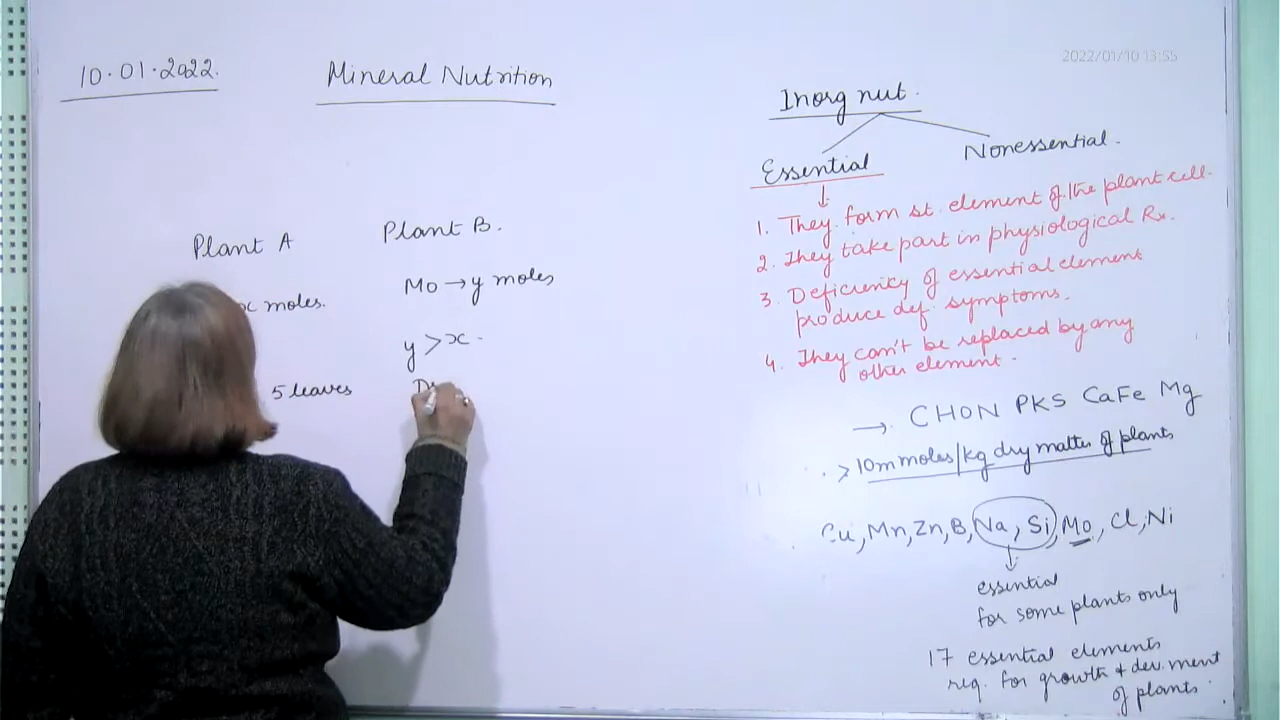 10.01.2022.
Mineral Nutrition
2022/01/10 13:55
Plant A
x moles.
5 leaves
Plant B.
Mo → y moles
y > x.
Inorg nut.
Essential
Nonessential.
1. They form st. element of the plant cell.
2. They take part in physiological Rx.
3. Deficiency of essential element
produce def. symptoms.
4. They can't be replaced by any
other element.
→ CHON PKS CaFe Mg
> 10m moles/kg dry matter of plants
Cu, Mn, Zn, B, Na, Si, Mo, Cl, Ni
essential
for some plants only
17 essential elements
req. for growth + dev.ment
of plants.